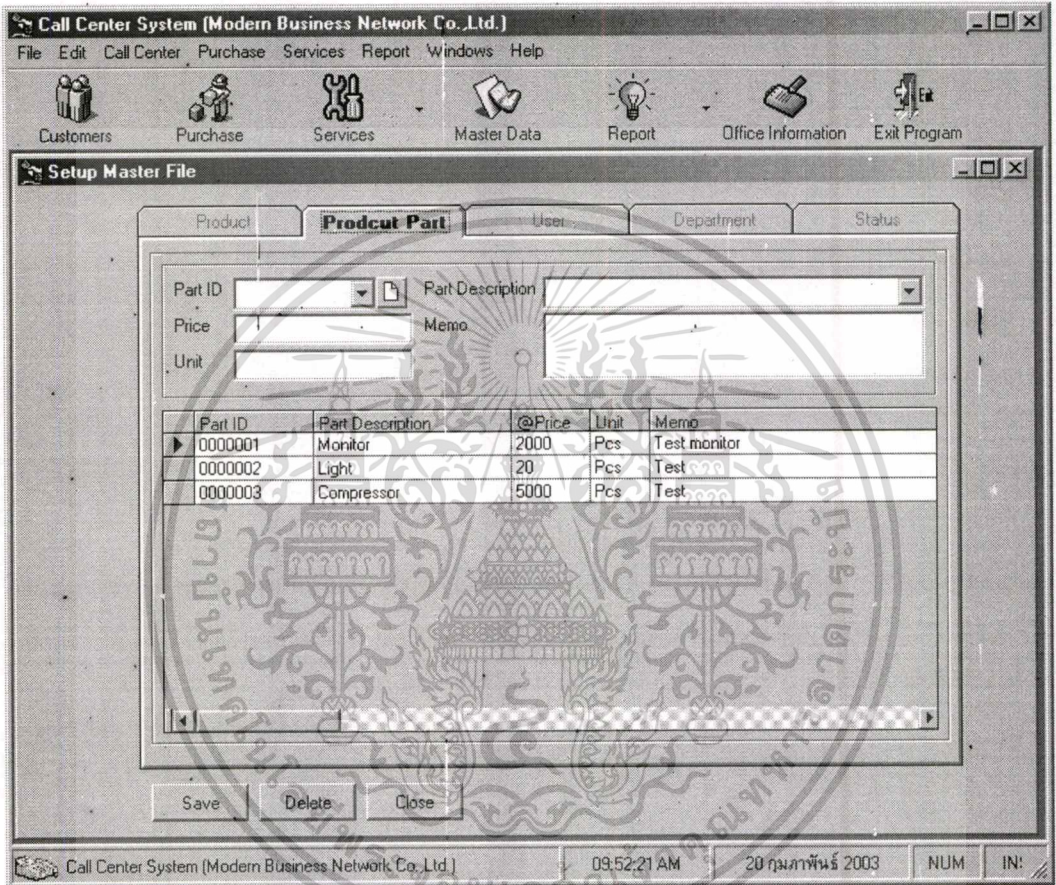 Call Center System (Modern Business Network Co.,Ltd.)
File Edit Call Center Purchase Services Report Windows Help
Customers Purchase Services Master Data Report Office Information Exit Program
Exit
Setup Master File
Product Prodcut Part User Department Status
Part ID Part Description
Price Memo
Unit
Part ID Part Description @Price Unit Memo
0000001 Monitor 2000 Pcs Test monitor
0000002 Light 20 Pcs Test
0000003 Compressor 5000 Pcs Test
Save Delete Close
Call Center System (Modern Business Network Co.,Ltd.) 09:52:21 AM 20 กุมภาพันธ์ 2003 NUM